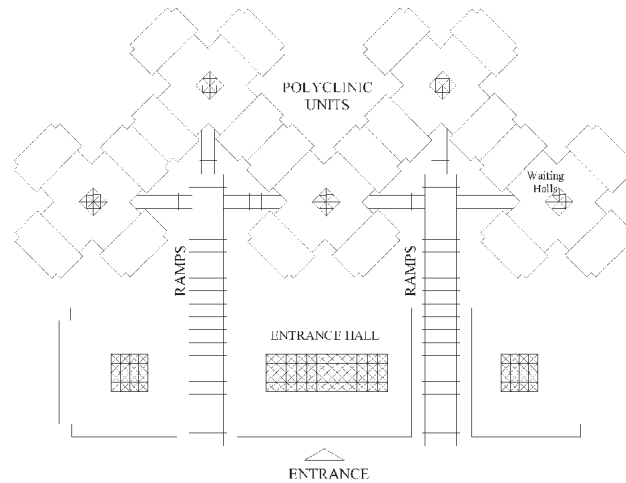 POLYCLINIC
UNITS
Waiting
Halls
RAMPS
RAMPS
ENTRANCE HALL
ENTRANCE